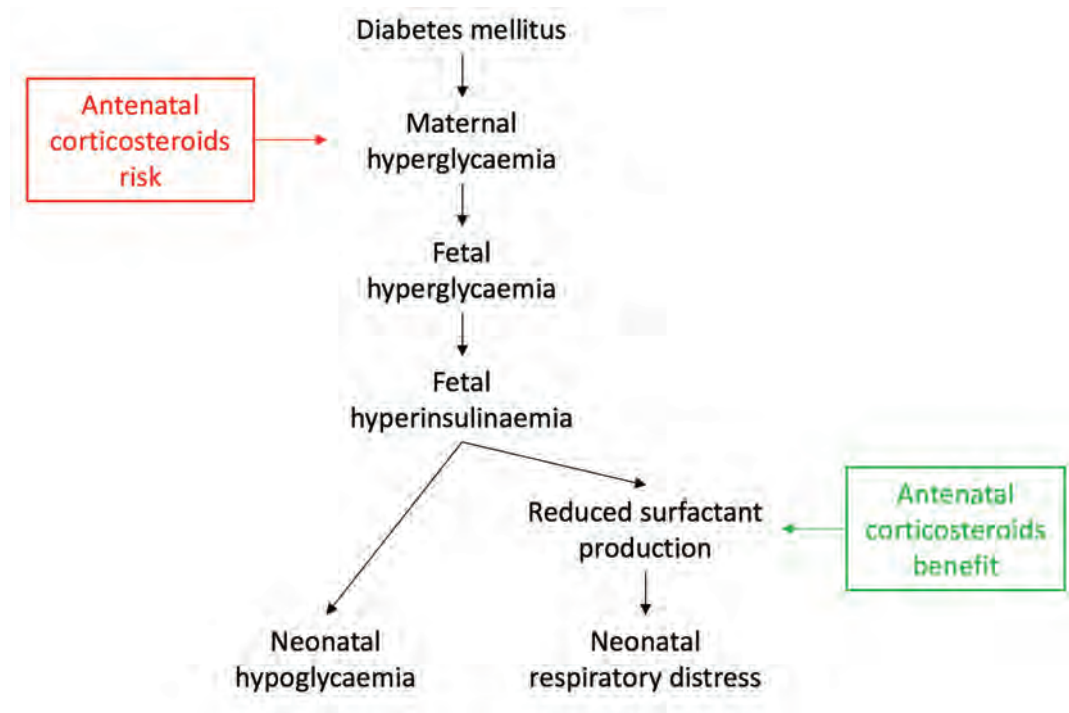 Diabetes mellitus
Antenatal
corticosteroids
risk
Maternal
hyperglycaemia
Fetal
hyperglycaemia
Fetal
hyperinsulinaemia
Antenatal
corticosteroids
benefit
Reduced surfactant
production
Neonatal
hypoglycaemia
Neonatal
respiratory distress